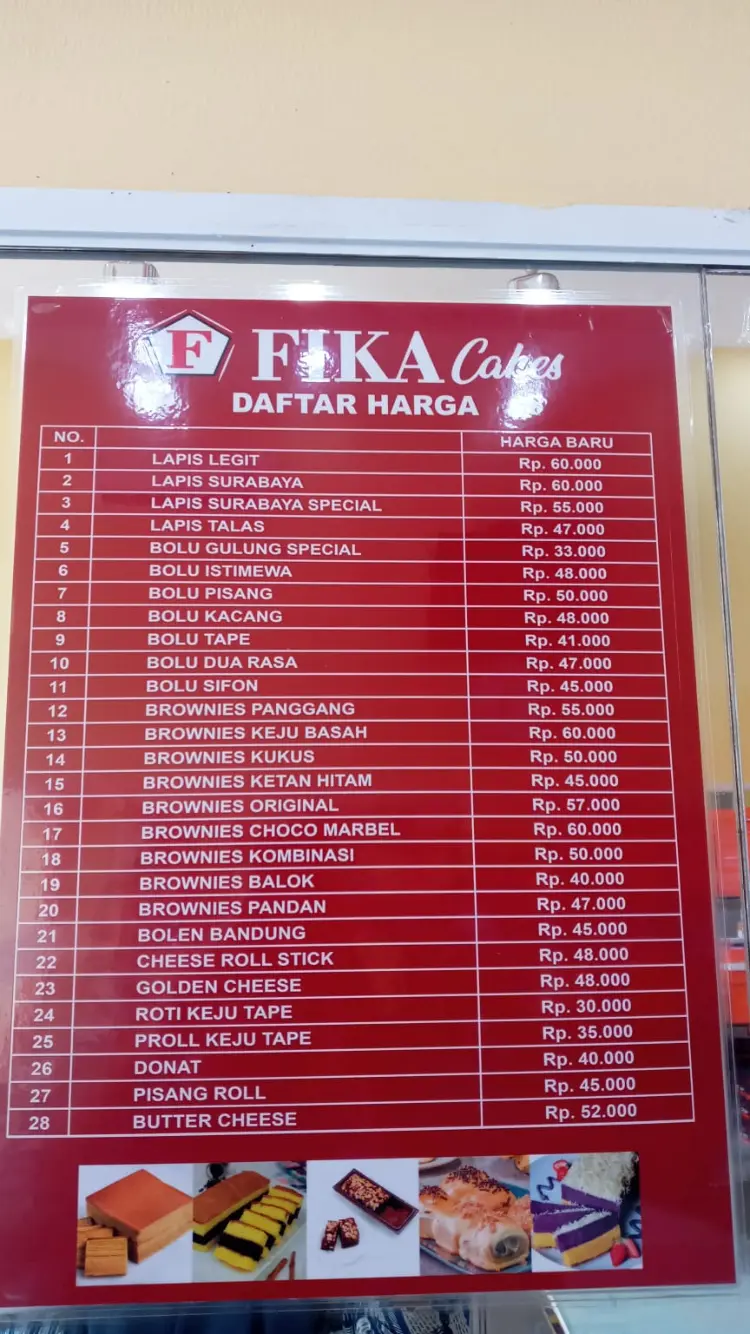 F FIKA Cakes
DAFTAR HARGA
NO. HARGA BARU
1 LAPIS LEGIT Rp. 60.000
2 LAPIS SURABAYA Rp. 60.000
3 LAPIS SURABAYA SPECIAL Rp. 55.000
4 LAPIS TALAS Rp. 47.000
5 BOLU GULUNG SPECIAL Rp. 33.000
6 BOLU ISTIMEWA Rp. 48.000
7 BOLU PISANG Rp. 50.000
8 BOLU KACANG Rp. 48.000
9 BOLU TAPE Rp. 41.000
10 BOLU DUA RASA Rp. 47.000
11 BOLU SIFON Rp. 45.000
12 BROWNIES PANGGANG Rp. 55.000
13 BROWNIES KEJU BASAH Rp. 60.000
14 BROWNIES KUKUS Rp. 50.000
15 BROWNIES KETAN HITAM Rp. 45.000
16 BROWNIES ORIGINAL Rp. 57.000
17 BROWNIES CHOCO MARBEL Rp. 60.000
18 BROWNIES KOMBINASI Rp. 50.000
19 BROWNIES BALOK Rp. 40.000
20 BROWNIES PANDAN Rp. 47.000
21 BOLEN BANDUNG Rp. 45.000
22 CHEESE ROLL STICK Rp. 48.000
23 GOLDEN CHEESE Rp. 48.000
24 ROTI KEJU TAPE Rp. 30.000
25 PROLL KEJU TAPE Rp. 35.000
26 DONAT Rp. 40.000
27 PISANG ROLL Rp. 45.000
28 BUTTER CHEESE Rp. 52.000